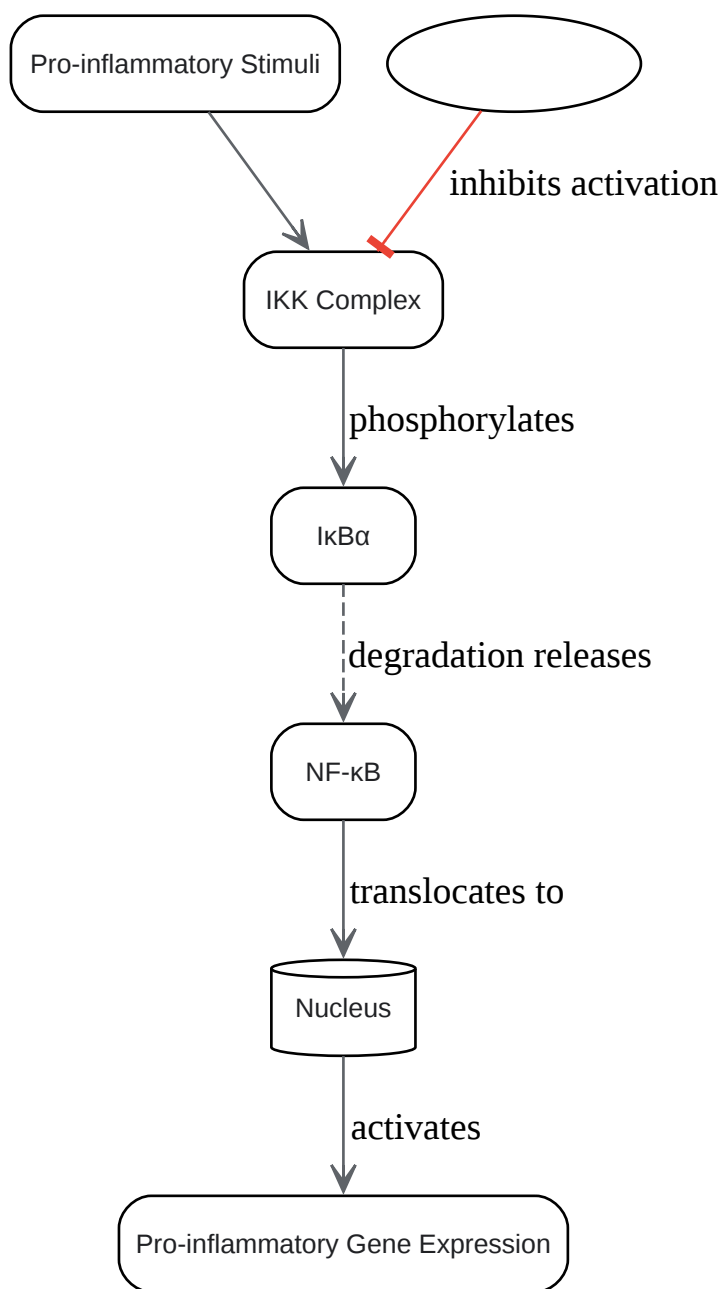 Pro-inflammatory Stimuli
inhibits activation
IKK Complex
phosphorylates
IκBα
degradation releases
NF-κB
translocates to
Nucleus
activates
Pro-inflammatory Gene Expression